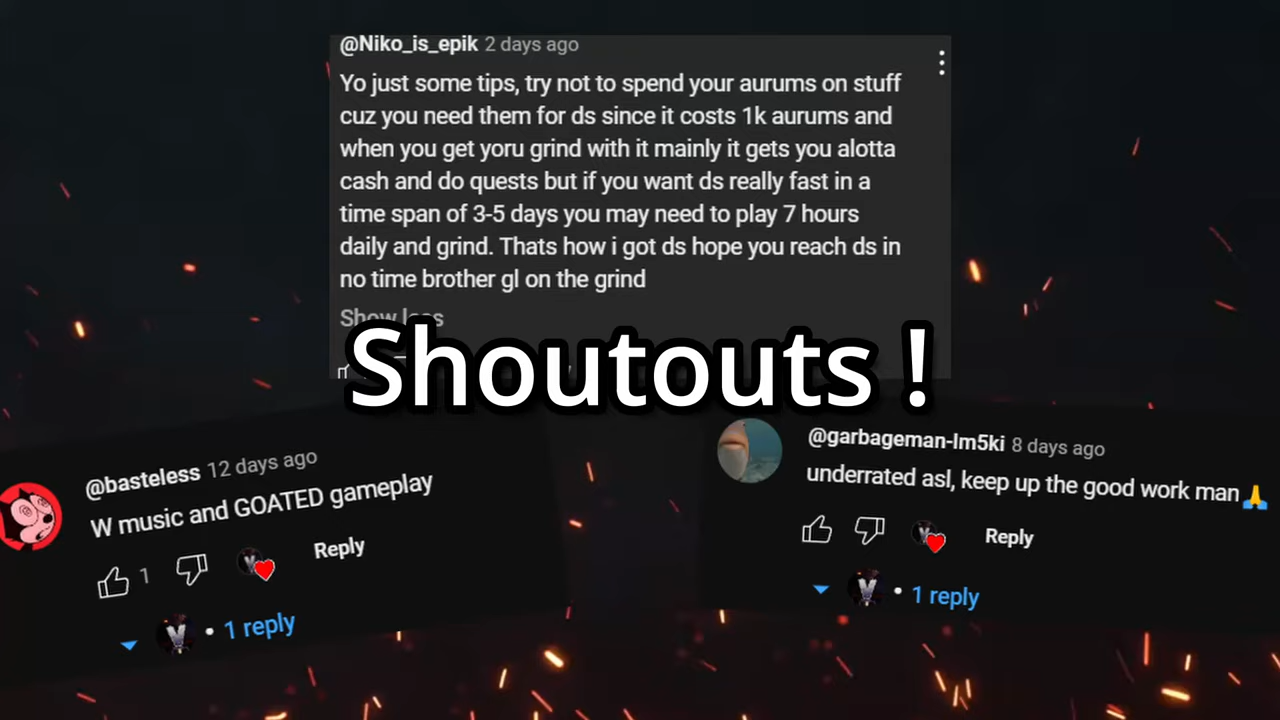 @Niko_is_epik 2 days ago
Yo just some tips, try not to spend your aurums on stuff
cuz you need them for ds since it costs 1k aurums and
when you get yoru grind with it mainly it gets you alotta
cash and do quests but if you want ds really fast in a
time span of 3-5 days you may need to play 7 hours
daily and grind. Thats how i got ds hope you reach ds in
no time brother gl on the grind
Show less
Shoutouts !
@basteless 12 days ago
W music and GOATED gameplay
1 Reply
1 reply
@garbageman-lm5ki 8 days ago
underrated asl, keep up the good work man🙏
Reply
1 reply